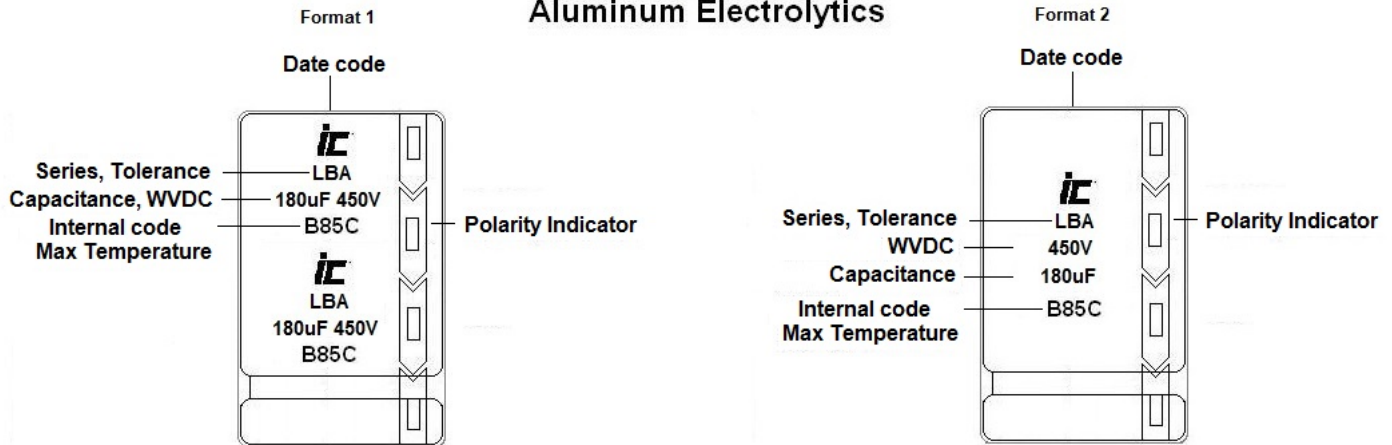 Aluminum Electrolytics
Format 1
Date code
ic
LBA
180uF 450V
B85C
ic
LBA
180uF 450V
B85C
Series, Tolerance
Capacitance, WVDC
Internal code
Max Temperature
Polarity Indicator
Format 2
Date code
ic
LBA
450V
180uF
B85C
Series, Tolerance
WVDC
Capacitance
Internal code
Max Temperature
Polarity Indicator